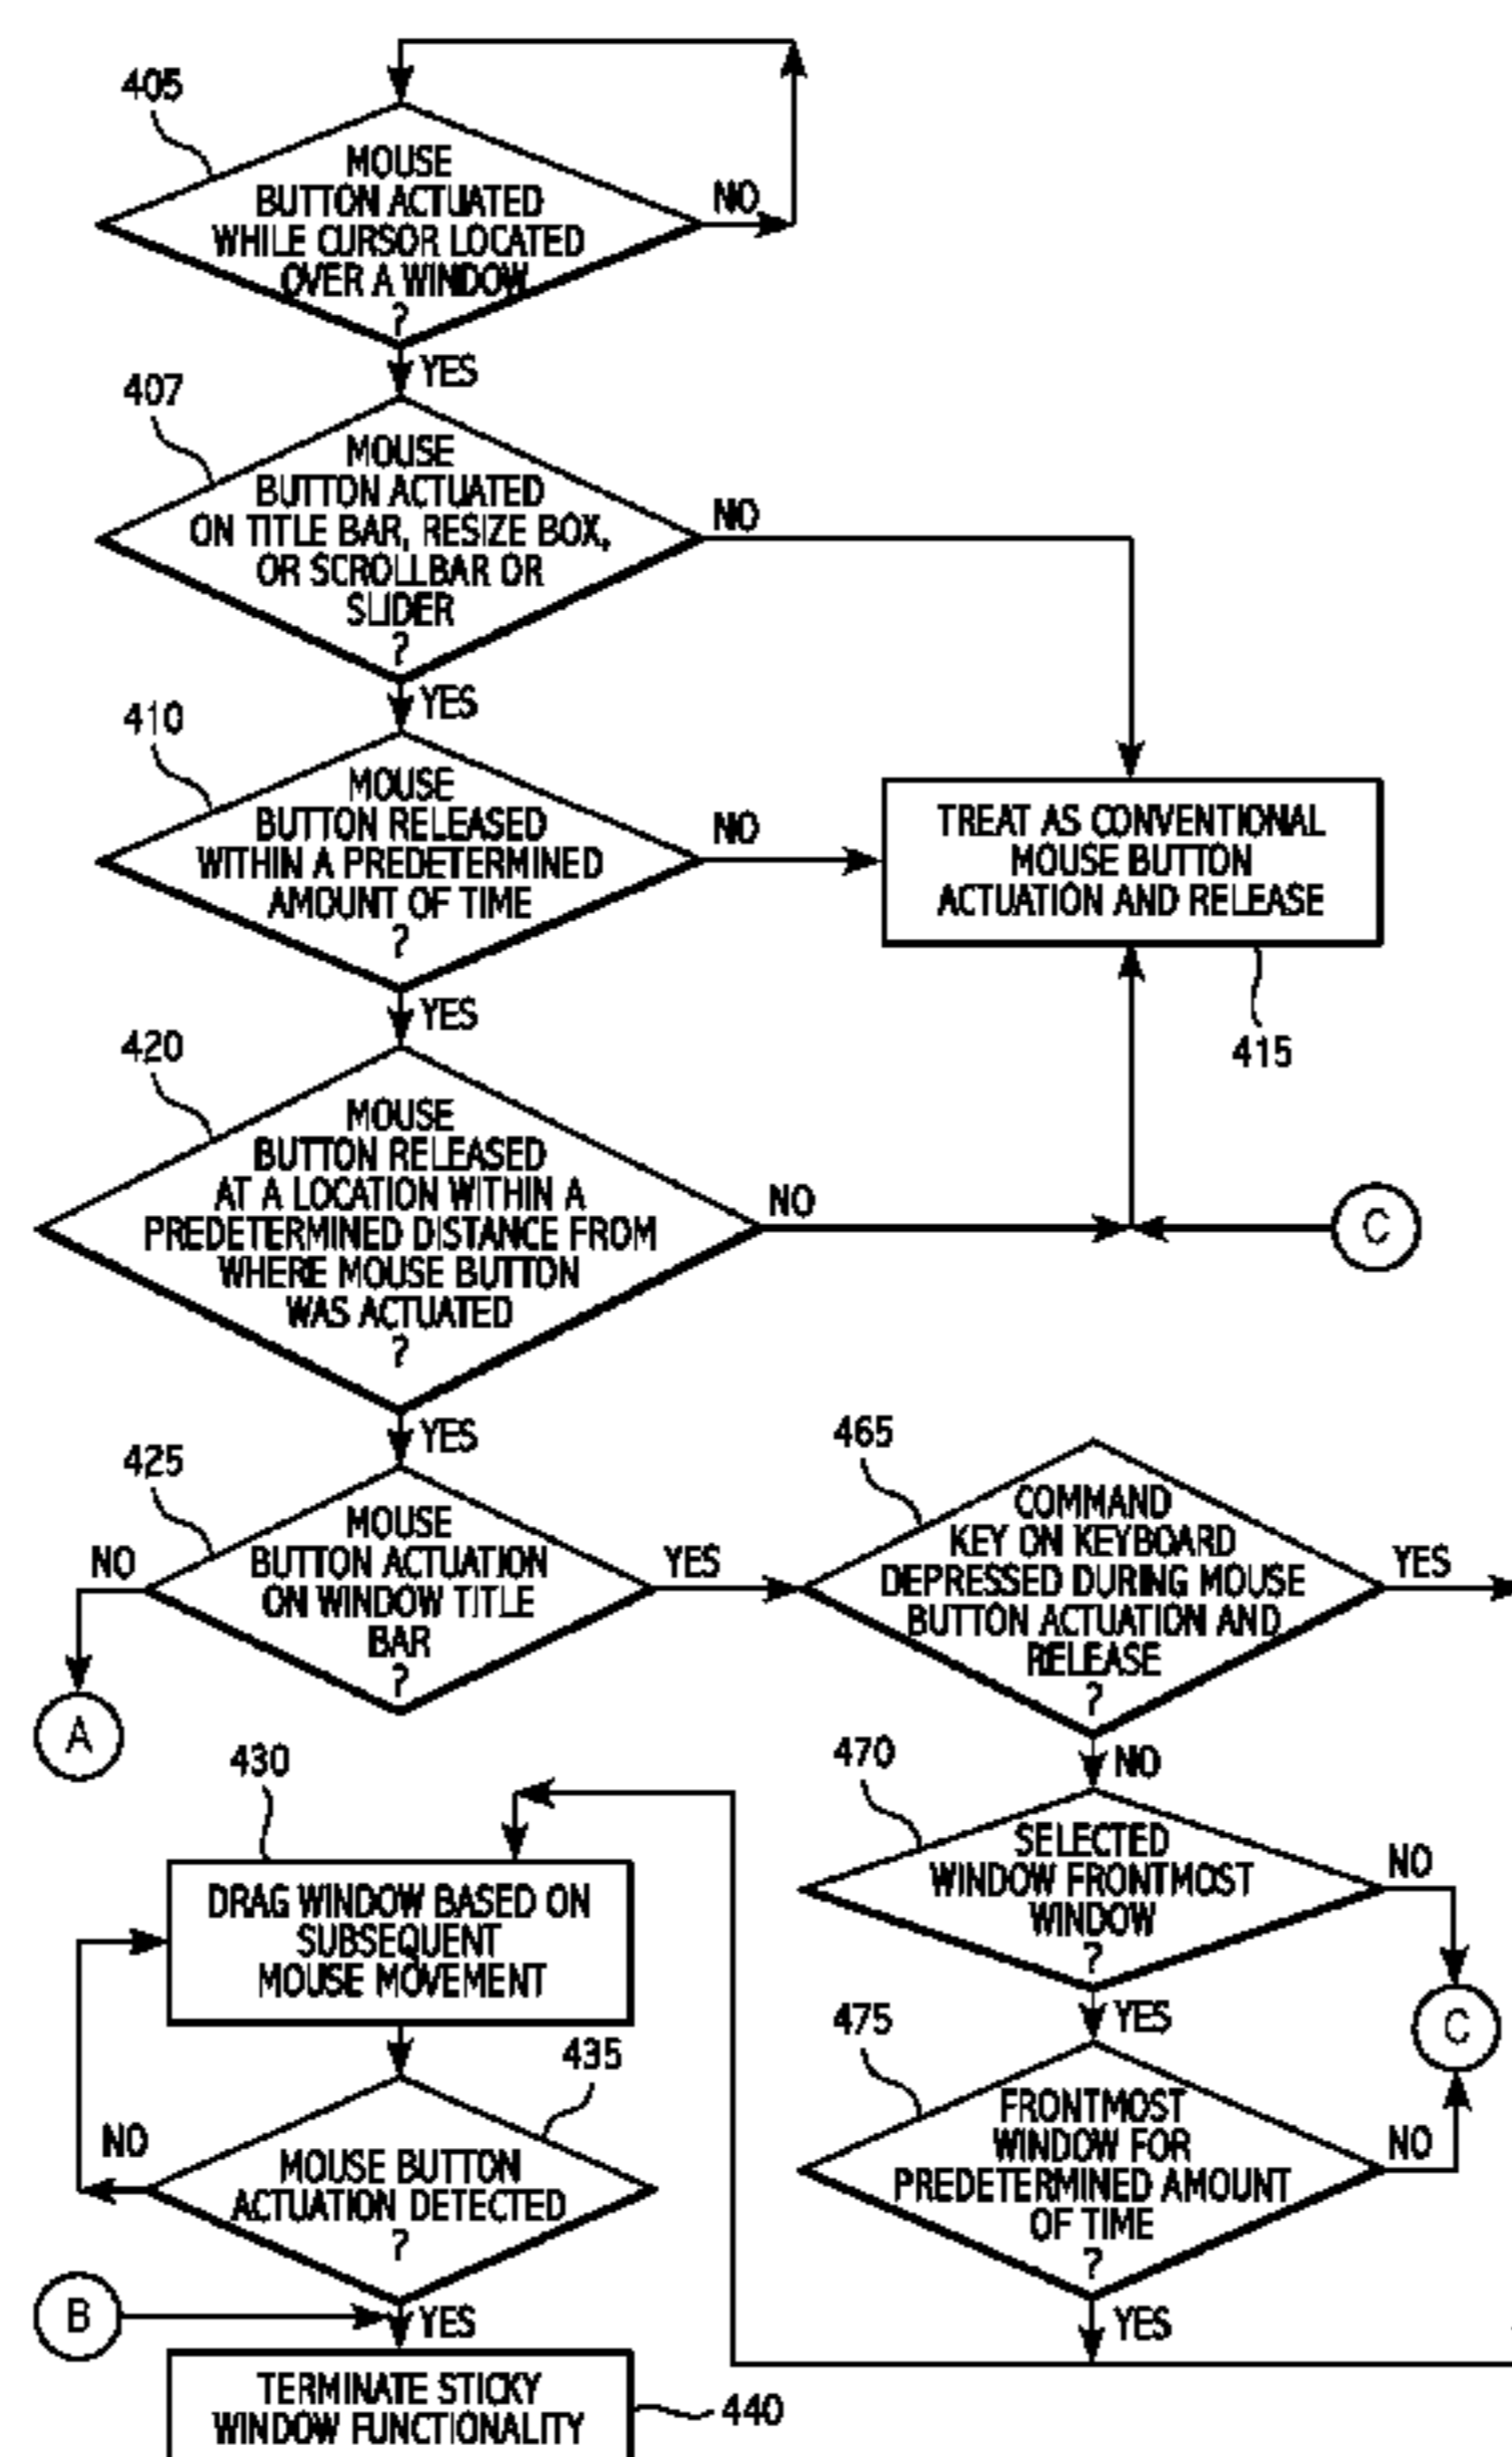 405
MOUSE
BUTTON ACTUATED
WHILE CURSOR LOCATED
OVER A WINDOW
?
NO
YES
407
MOUSE
BUTTON ACTUATED
ON TITLE BAR, RESIZE BOX,
OR SCROLLBAR OR
SLIDER
?
NO
YES
410
MOUSE
BUTTON RELEASED
WITHIN A PREDETERMINED
AMOUNT OF TIME
?
NO
TREAT AS CONVENTIONAL
MOUSE BUTTON
ACTUATION AND RELEASE
415
YES
420
MOUSE
BUTTON RELEASED
AT A LOCATION WITHIN A
PREDETERMINED DISTANCE FROM
WHERE MOUSE BUTTON
WAS ACTUATED
?
NO
C
YES
425
MOUSE
BUTTON ACTUATION
ON WINDOW TITLE
BAR
?
NO
A
YES
465
COMMAND
KEY ON KEYBOARD
DEPRESSED DURING MOUSE
BUTTON ACTUATION AND
RELEASE
?
YES
NO
470
SELECTED
WINDOW FRONTMOST
WINDOW
?
NO
C
YES
475
FRONTMOST
WINDOW FOR
PREDETERMINED AMOUNT
OF TIME
?
NO
YES
430
DRAG WINDOW BASED ON
SUBSEQUENT
MOUSE MOVEMENT
435
MOUSE BUTTON
ACTUATION DETECTED
?
NO
B
YES
TERMINATE STICKY
WINDOW FUNCTIONALITY
440